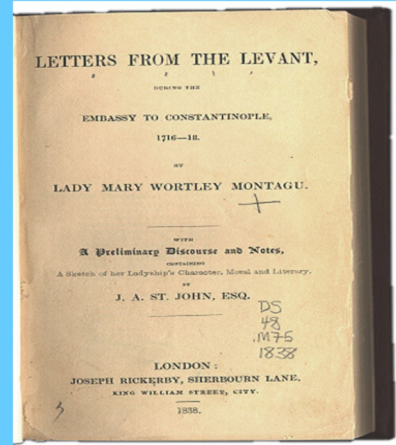 LETTERS FROM THE LEVANT,
DURING THE
EMBASSY TO CONSTANTINOPLE,
1716—18.
BY
LADY MARY WORTLEY MONTAGU.
WITH
A Preliminary Discourse and Notes,
CONTAINING
A Sketch of her Ladyship's Character, Moral and Literary,
BY
J. A. ST. JOHN, ESQ.
DS
48
.M75
1838
LONDON:
JOSEPH RICKERBY, SHERBOURN LANE,
KING WILLIAM STREET, CITY.
1838.